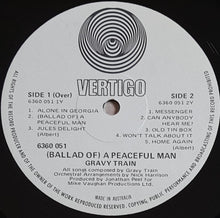 VERTIGO
SIDE 1 (Over)
6360 051 1Y
1. ALONE IN GEORGIA
2. (BALLAD OF) A
PEACEFUL MAN
3. JULES DELIGHT
(Albert)
6360 051
SIDE 2
6360 051 2Y
1. MESSENGER
2. CAN ANYBODY
HEAR ME?
3. OLD TIN BOX
4. WON'T TALK ABOUT IT
5. HOME AGAIN
(Albert)
(BALLAD OF) A PEACEFUL MAN
GRAVY TRAIN
All songs composed by Gravy Train
Orchestral Arrangements by Nick Harrison
Produced by Jonathan Peel for
Mike Vaughan Productions LTD.
MADE IN AUSTRALIA
ALL RIGHTS OF THE RECORD PRODUCER AND OF THE OWNER OF THE WORK REPRODUCED RESERVED. COPYING, PUBLIC PERFORMANCE AND BROADCASTING OF THIS RECORD PROHIBITED